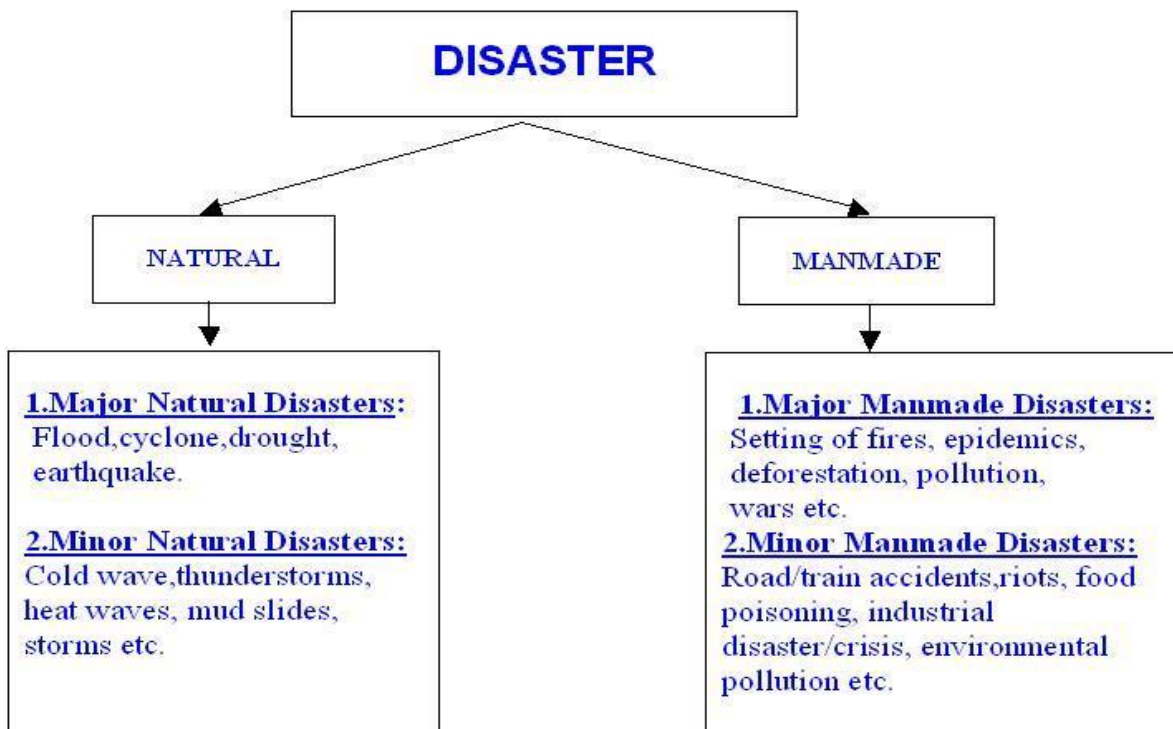 DISASTER
NATURAL
MANMADE
1.Major Natural Disasters:
Flood,cyclone,drought,
earthquake.
2.Minor Natural Disasters:
Cold wave,thunderstorms,
heat waves, mud slides,
storms etc.
1.Major Manmade Disasters:
Setting of fires, epidemics,
deforestation, pollution,
wars etc.
2.Minor Manmade Disasters:
Road/train accidents,riots, food
poisoning, industrial
disaster/crisis, environmental
pollution etc.